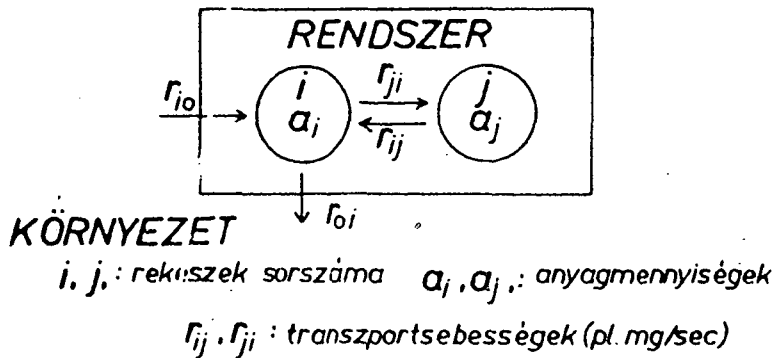 RENDSZER
i j
r_io a_i r_ji r_ij a_j
r_oi
KÖRNYEZET
i, j,: rekeszek sorszáma a_i, a_j,: anyagmennyiségek
r_ij, r_ji : transzportsebességek (pl. mg/sec)